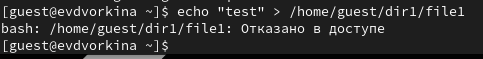 [guest@evdvorkina ~]$ echo "test" > /home/guest/dir1/file1
bash: /home/guest/dir1/file1: Отказано в доступе
[guest@evdvorkina ~]$